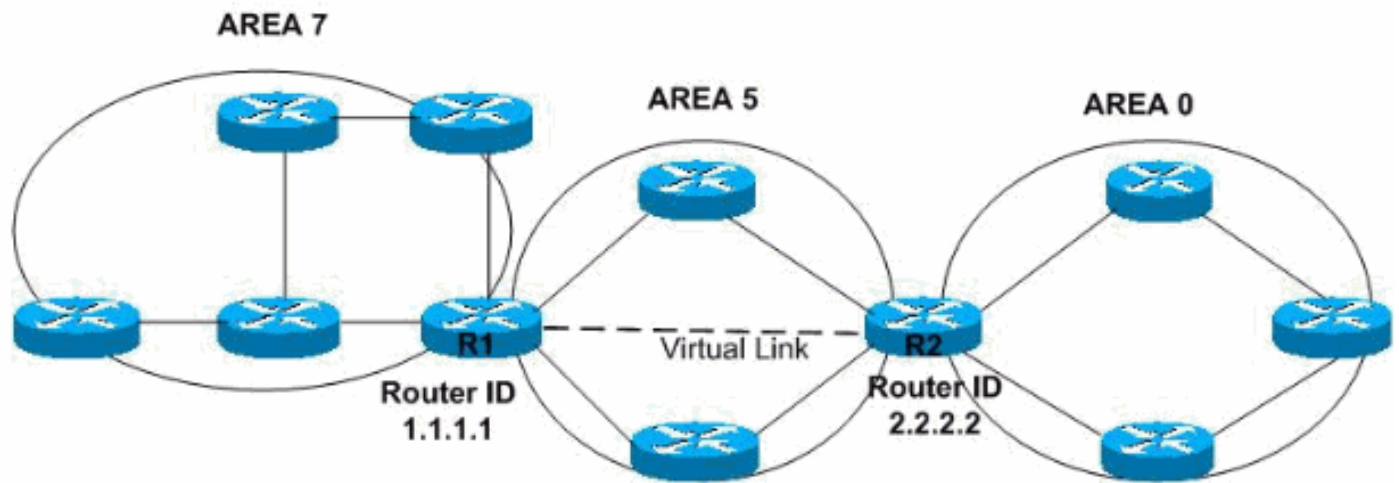 AREA 7
AREA 5
AREA 0
R1
Virtual Link
R2
Router ID
1.1.1.1
Router ID
2.2.2.2